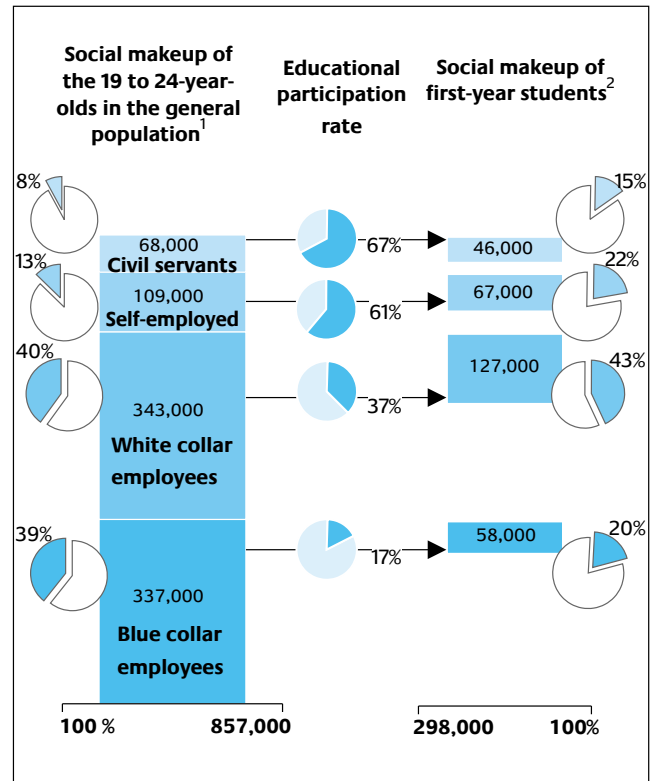 Social makeup of
the 19 to 24-year-
olds in the general
population1
Educational
participation
rate
Social makeup of
first-year students2
8%
68,000
Civil servants
67%
46,000
15%
13%
109,000
Self-employed
61%
67,000
22%
40%
343,000
White collar
employees
37%
127,000
43%
39%
337,000
Blue collar
employees
17%
58,000
20%
100 %
857,000
298,000
100%